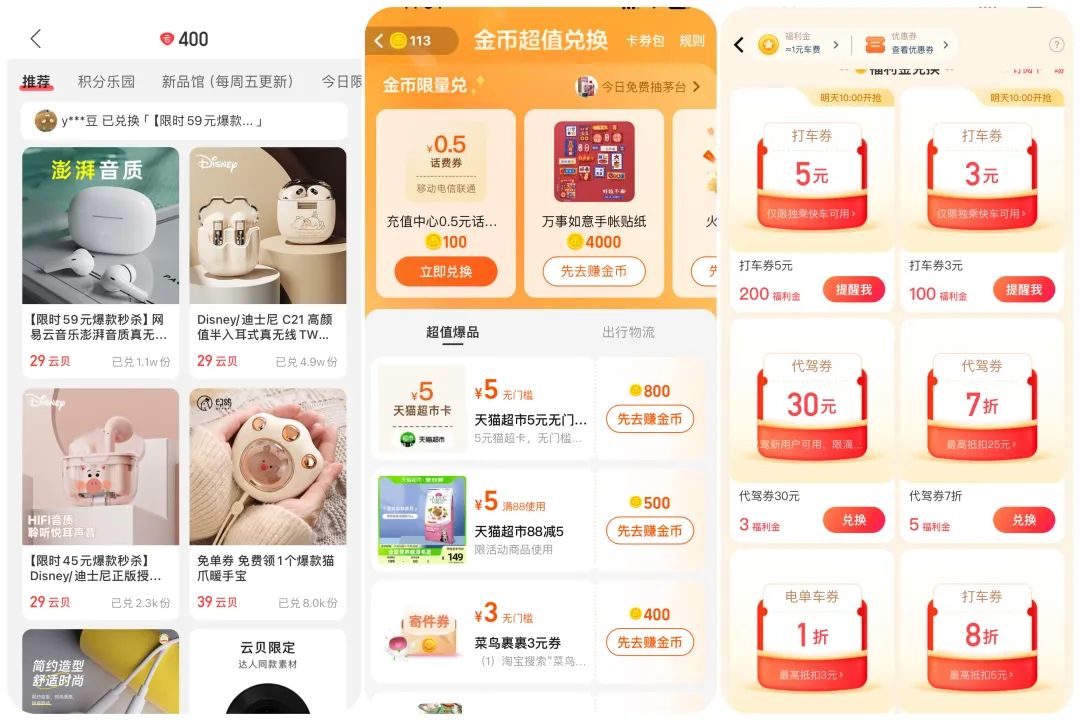 400
推荐
积分乐园
新品馆（每周五更新）
今日限
y***豆 已兑换「【限时59元爆款...」
澎湃音质
【限时59元爆款秒杀】网
易云音乐澎湃音质真无...
29 云贝
已兑1.1w份
Disney
Disney/迪士尼 C21 高颜
值半入耳式真无线 TW...
29 云贝
已兑4.9w份
Disney
HIFI音质
聆听悦耳声音
【限时45元爆款秒杀】
Disney/迪士尼正版授...
29 云贝
已兑2.3k份
免单券 免费领1个爆款猫
爪暖手宝
39 云贝
已兑8.0k份
简约造型
舒适时尚
云贝限定
达人同款素材
113
金币超值兑换
卡券包
规则
金币限量兑
今日免费抽茅台
¥0.5
话费券
移动电信联通
充值中心0.5元话...
100
立即兑换
万事如意手帐贴纸
4000
先去赚金币
火
先
超值爆品
出行物流
¥5
天猫超市卡
天猫超市
¥5 无门槛
天猫超市5元无门...
5元猫超卡，无门槛...
800
先去赚金币
¥149
¥5 满88使用
天猫超市88减5
限活动商品使用
500
先去赚金币
寄件券
¥3 无门槛
菜鸟裹裹3元券
（1）淘宝搜索“菜鸟...
400
先去赚金币
福利金
≈1元车费
优惠券
查看优惠券
福利金兑换
明天10:00开抢
打车券
5元
仅限独乘快车可用
打车券5元
200 福利金
提醒我
明天10:00开抢
打车券
3元
仅限独乘快车可用
打车券3元
100 福利金
提醒我
代驾券
30元
驾新用户可用，限滴...
代驾券30元
3 福利金
兑换
代驾券
7折
最高抵扣25元
代驾券7折
5 福利金
兑换
电单车券
1折
最高抵扣3元
打车券
8折
最高抵扣5元